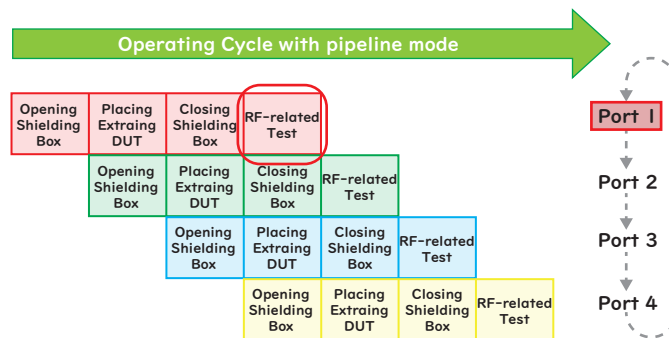 Operating Cycle with pipeline mode
Opening
Shielding
Box
Placing
Extraing
DUT
Closing
Shielding
Box
RF-related
Test
Port 1
Opening
Shielding
Box
Placing
Extraing
DUT
Closing
Shielding
Box
RF-related
Test
Port 2
Opening
Shielding
Box
Placing
Extraing
DUT
Closing
Shielding
Box
RF-related
Test
Port 3
Opening
Shielding
Box
Placing
Extraing
DUT
Closing
Shielding
Box
RF-related
Test
Port 4